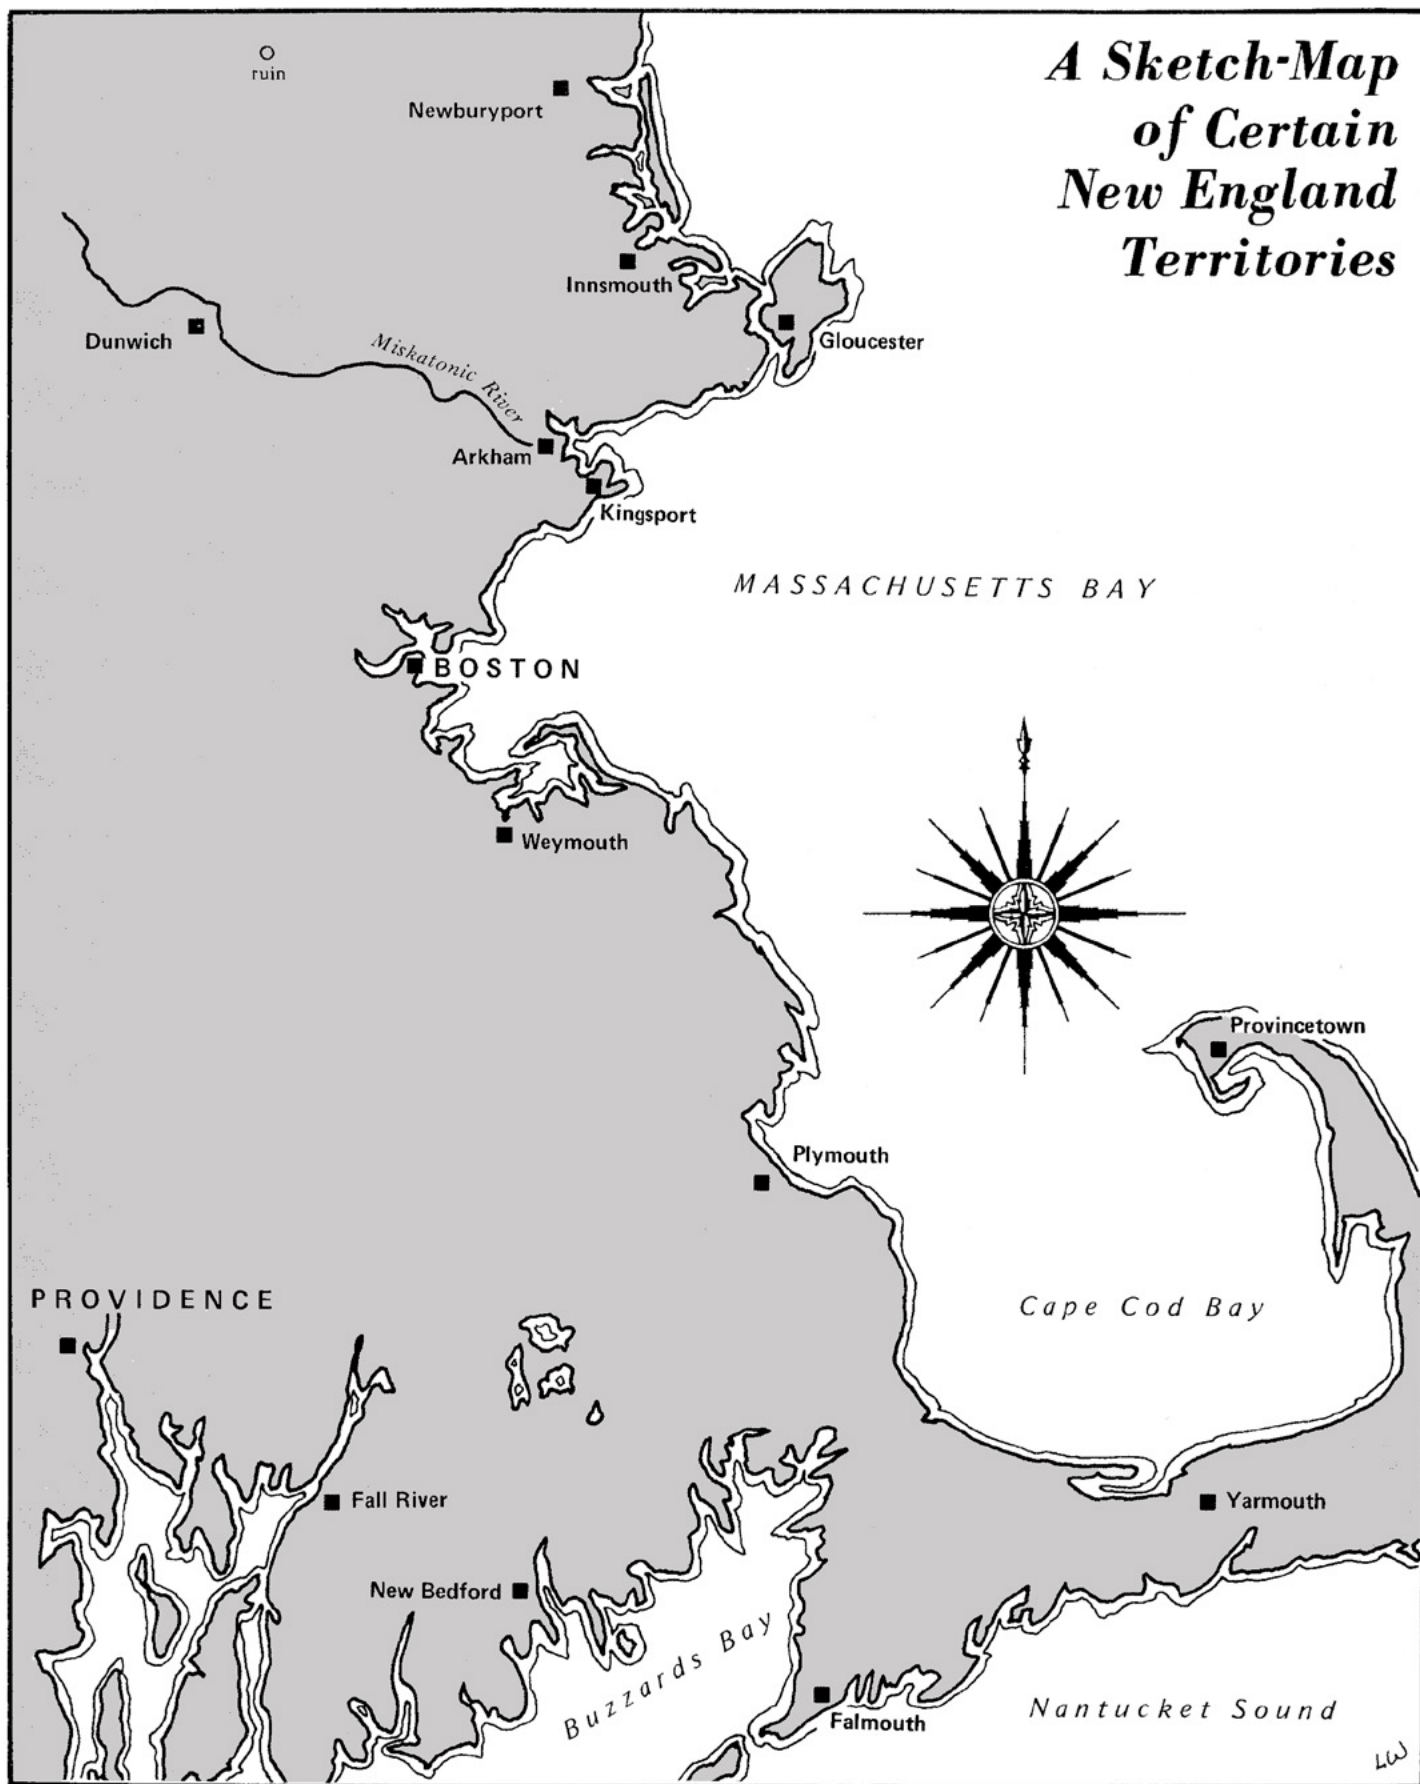 A Sketch-Map
of Certain
New England
Territories
ruin
Newburyport
Innsmouth
Gloucester
Dunwich
Miskatonic River
Arkham
Kingsport
MASSACHUSETTS BAY
BOSTON
Weymouth
Provincetown
Plymouth
PROVIDENCE
Cape Cod Bay
Fall River
Yarmouth
New Bedford
Buzzards Bay
Falmouth
Nantucket Sound
LW